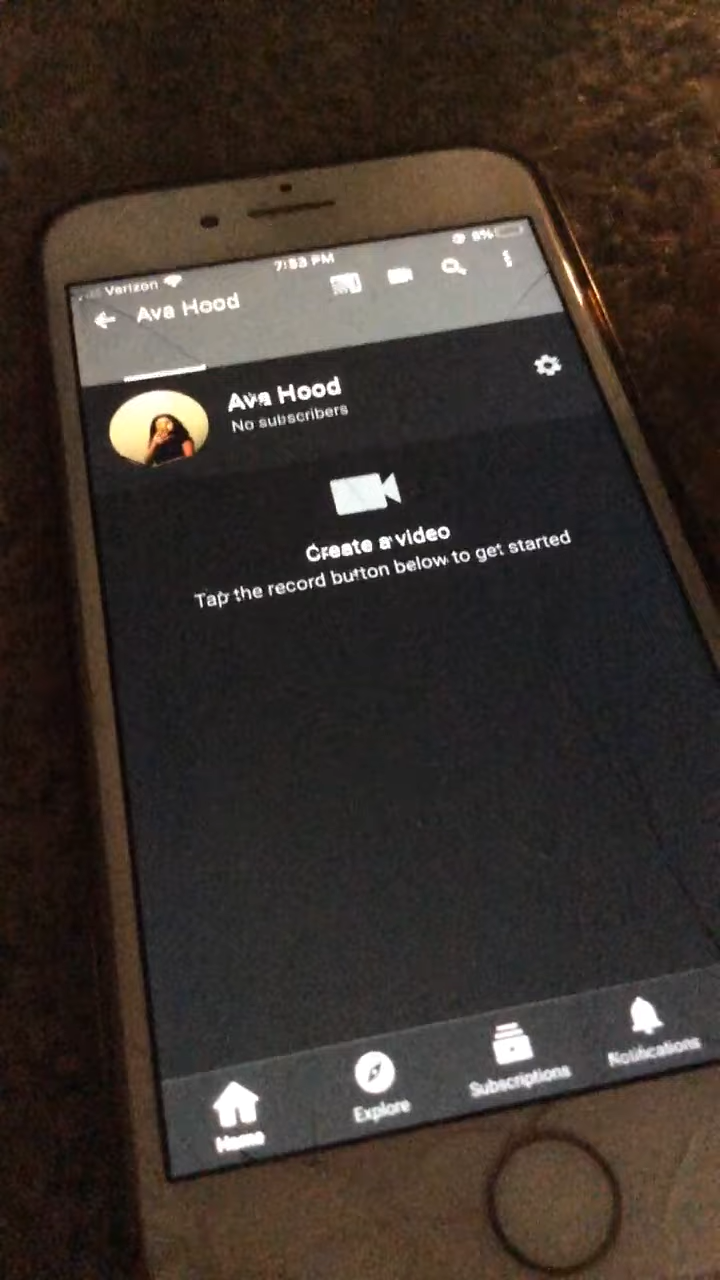 Verizon 7:53 PM 6%
Ava Hood
Ava Hood
No subscribers
Create a video
Tap the record button below to get started
Home Explore Subscriptions Notifications